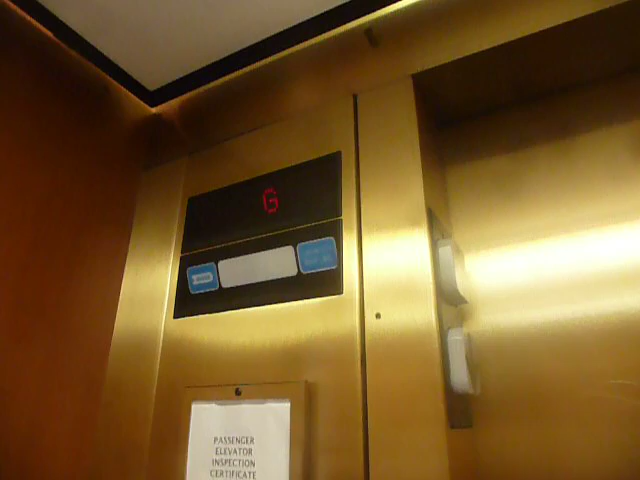 G
PASSENGER
ELEVATOR
INSPECTION
CERTIFICATE